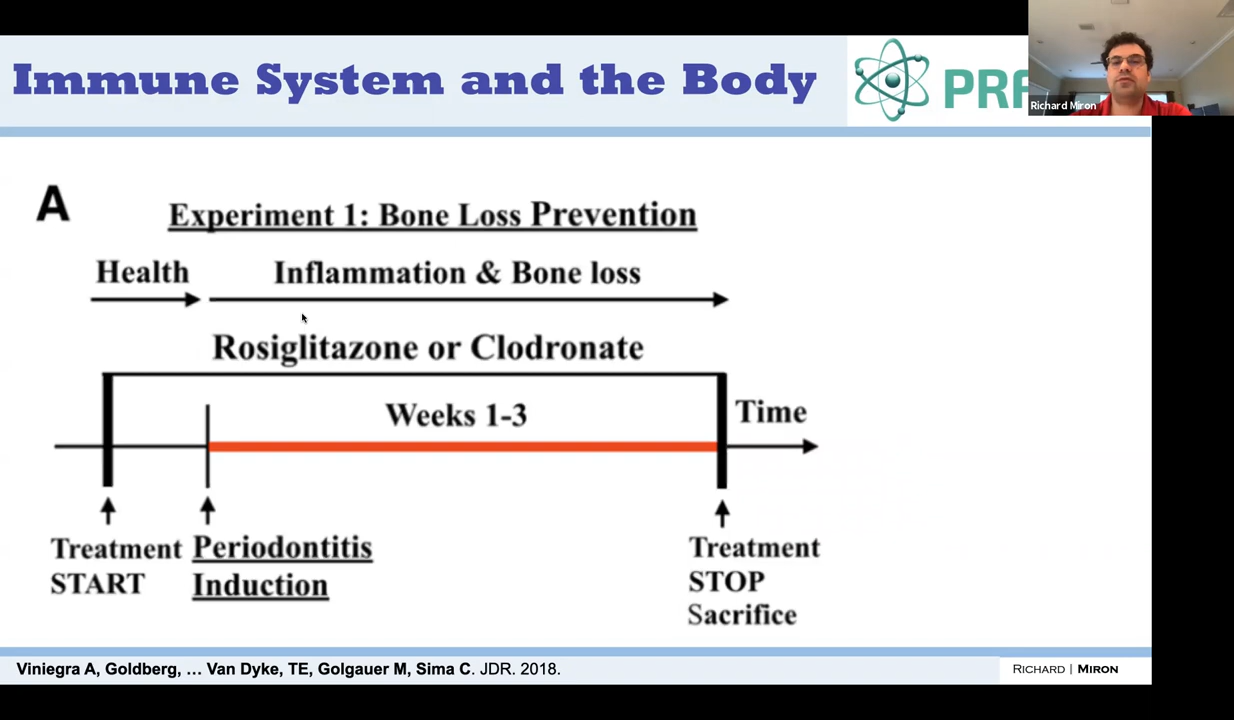 Immune System and the Body
PRF
Richard Miron
A
Experiment 1: Bone Loss Prevention
Health
Inflammation & Bone loss
Rosiglitazone or Clodronate
Weeks 1-3
Time
Treatment
START
Periodontitis
Induction
Treatment
STOP
Sacrifice
Viniegra A, Goldberg, ... Van Dyke, TE, Golgauer M, Sima C. JDR. 2018.
RICHARD | MIRON